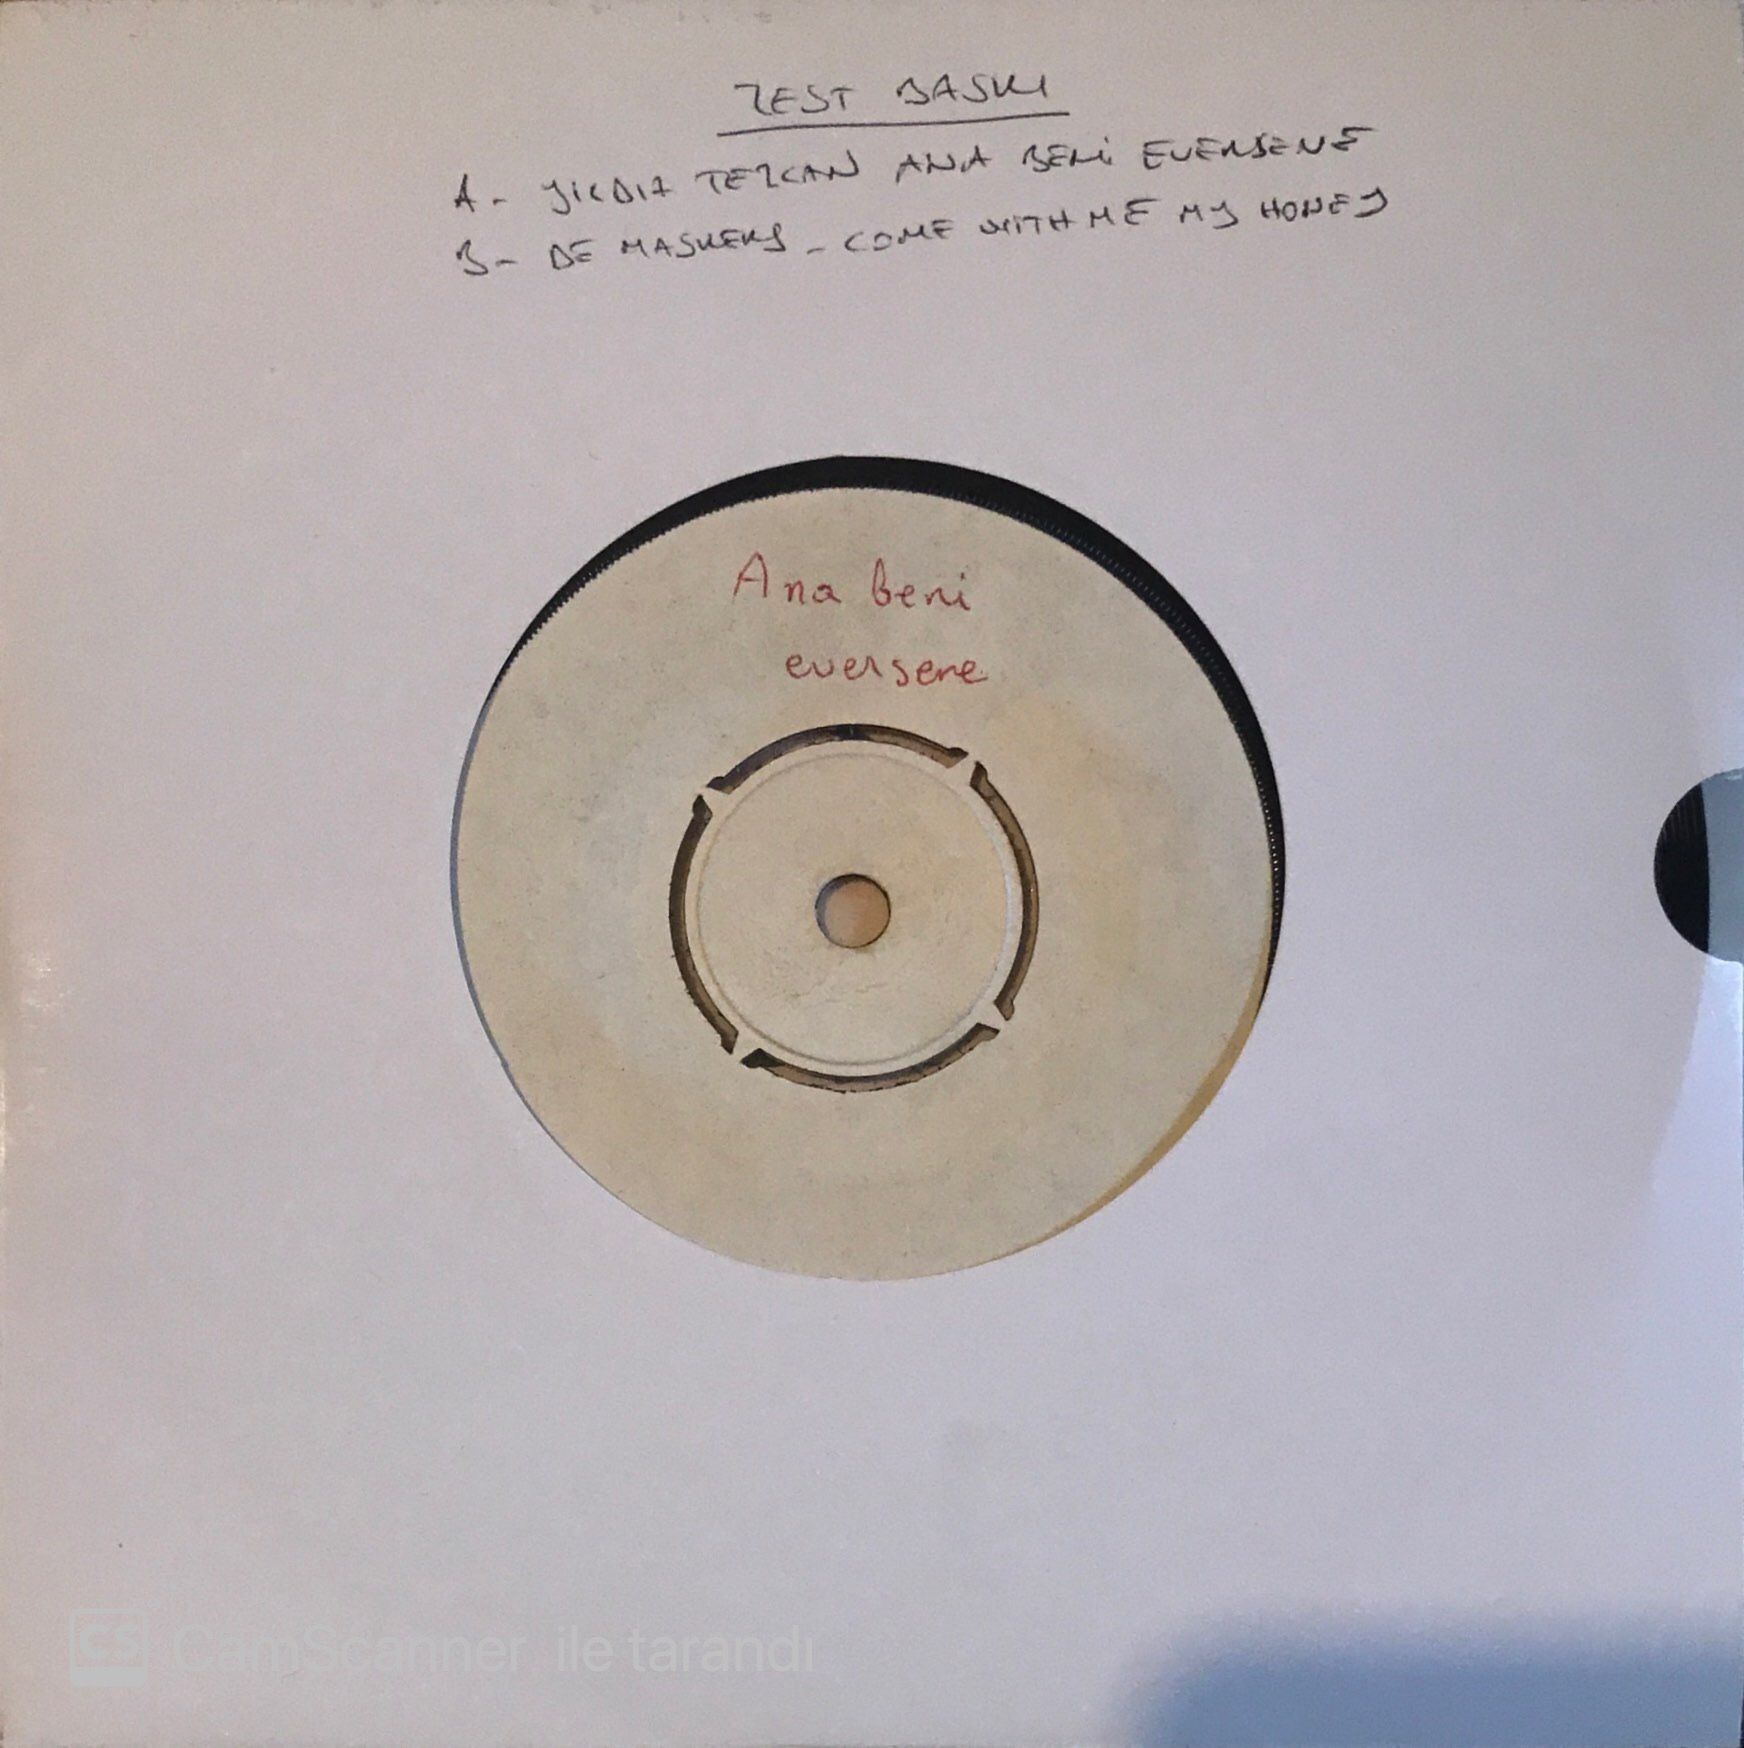 TEST BASKI
A - YILDIZ TEZCAN ANA BENİ EVERSENE
B - DE MASKERS - COME WITH ME MY HONEY
Ana beni
eversene
CS CamScanner ile tarandı